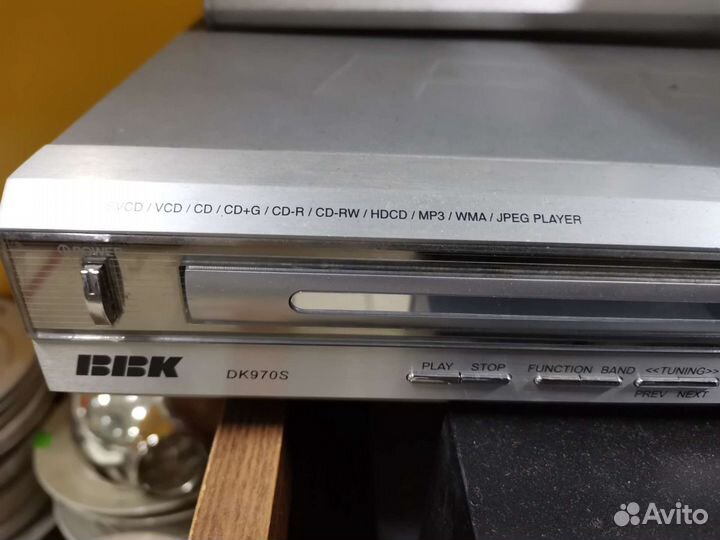 SVCD / VCD / CD / CD+G / CD-R / CD-RW / HDCD / MP3 / WMA / JPEG PLAYER
POWER
BBK
DK970S
PLAY STOP FUNCTION BAND <<TUNING>>
PREV NEXT
Avito